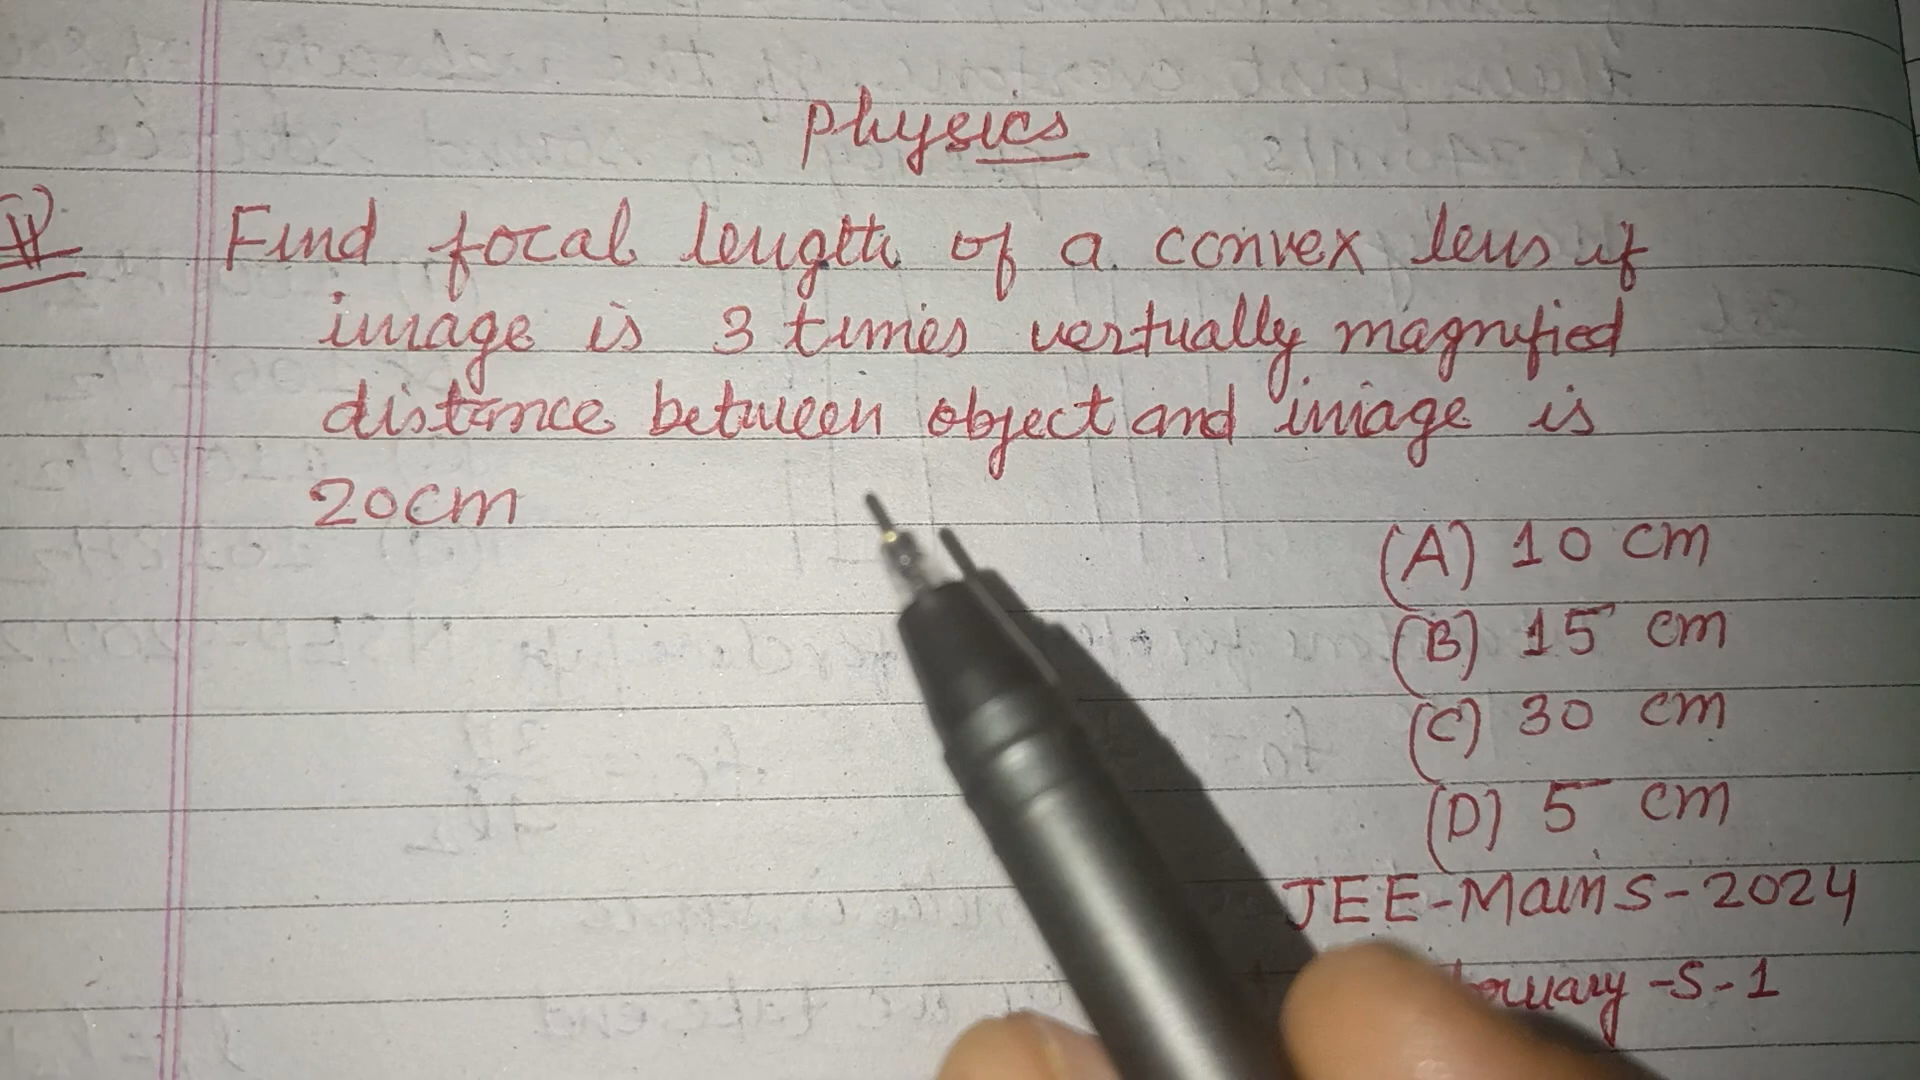 Physics
Find focal length of a convex lens if
image is 3 times vertually magnified
distance between object and image is
20cm
(A) 10 cm
(B) 15 cm
(C) 30 cm
(D) 5 cm
JEE-Mains-2024
-S-1